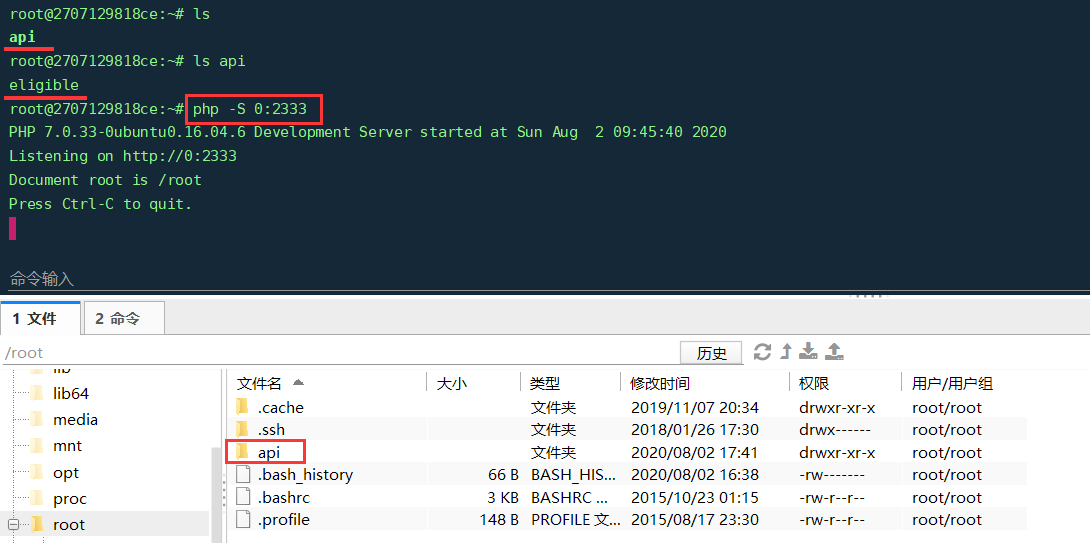 root@2707129818ce:~# ls
api
root@2707129818ce:~# ls api
eligible
root@2707129818ce:~# php -S 0:2333
PHP 7.0.33-0ubuntu0.16.04.6 Development Server started at Sun Aug  2 09:45:40 2020
Listening on http://0:2333
Document root is /root
Press Ctrl-C to quit.
命令输入
1 文件 2 命令
/root 历史
lib
lib64
media
mnt
opt
proc
root
文件名 大小 类型 修改时间 权限 用户/用户组
.cache 文件夹 2019/11/07 20:34 drwxr-xr-x root/root
.ssh 文件夹 2018/01/26 17:30 drwx------ root/root
api 文件夹 2020/08/02 17:41 drwxr-xr-x root/root
.bash_history 66 B BASH_HIS... 2020/08/02 16:38 -rw------- root/root
.bashrc 3 KB BASHRC ... 2015/10/23 01:15 -rw-r--r-- root/root
.profile 148 B PROFILE 文... 2015/08/17 23:30 -rw-r--r-- root/root